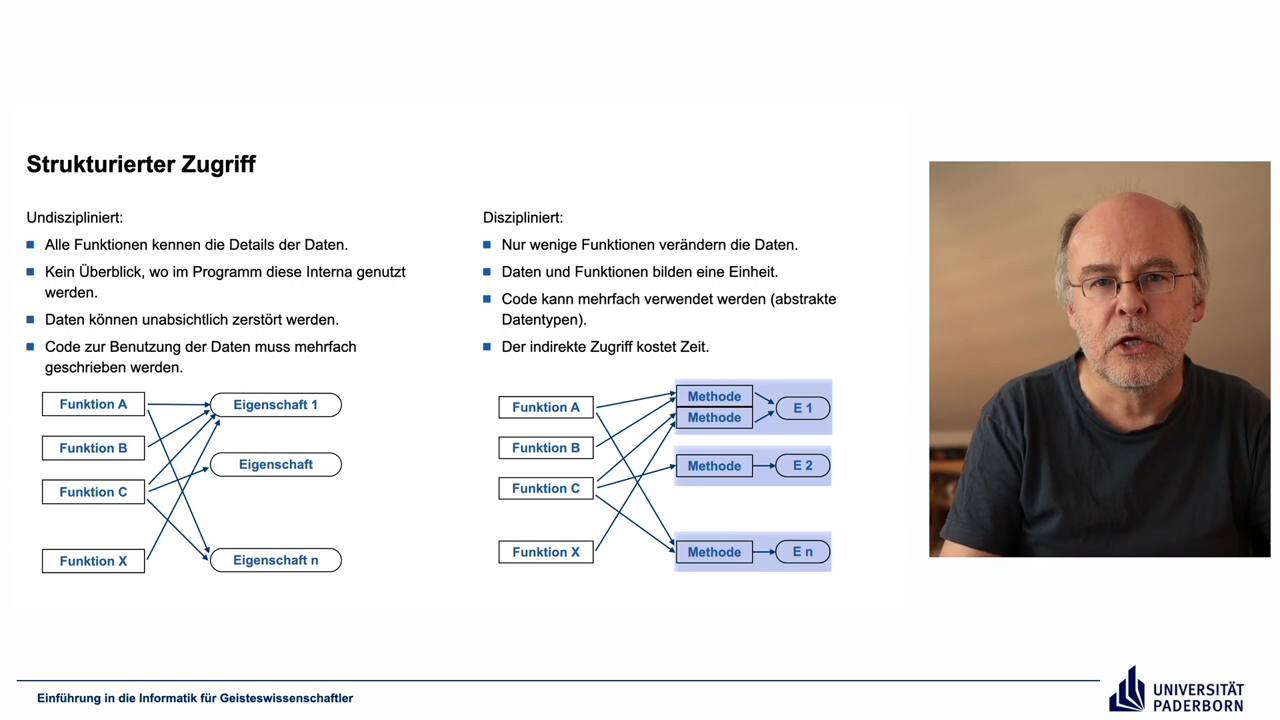 Strukturierter Zugriff
Undiszipliniert:
Alle Funktionen kennen die Details der Daten.
Kein Überblick, wo im Programm diese Interna genutzt
werden.
Daten können unabsichtlich zerstört werden.
Code zur Benutzung der Daten muss mehrfach
geschrieben werden.
Funktion A
Eigenschaft 1
Funktion B
Eigenschaft
Funktion C
Funktion X
Eigenschaft n
Diszipliniert:
Nur wenige Funktionen verändern die Daten.
Daten und Funktionen bilden eine Einheit.
Code kann mehrfach verwendet werden (abstrakte
Datentypen).
Der indirekte Zugriff kostet Zeit.
Funktion A
Methode
Methode
E 1
Funktion B
Methode
E 2
Funktion C
Funktion X
Methode
E n
Einführung in die Informatik für Geisteswissenschaftler
UNIVERSITÄT
PADERBORN